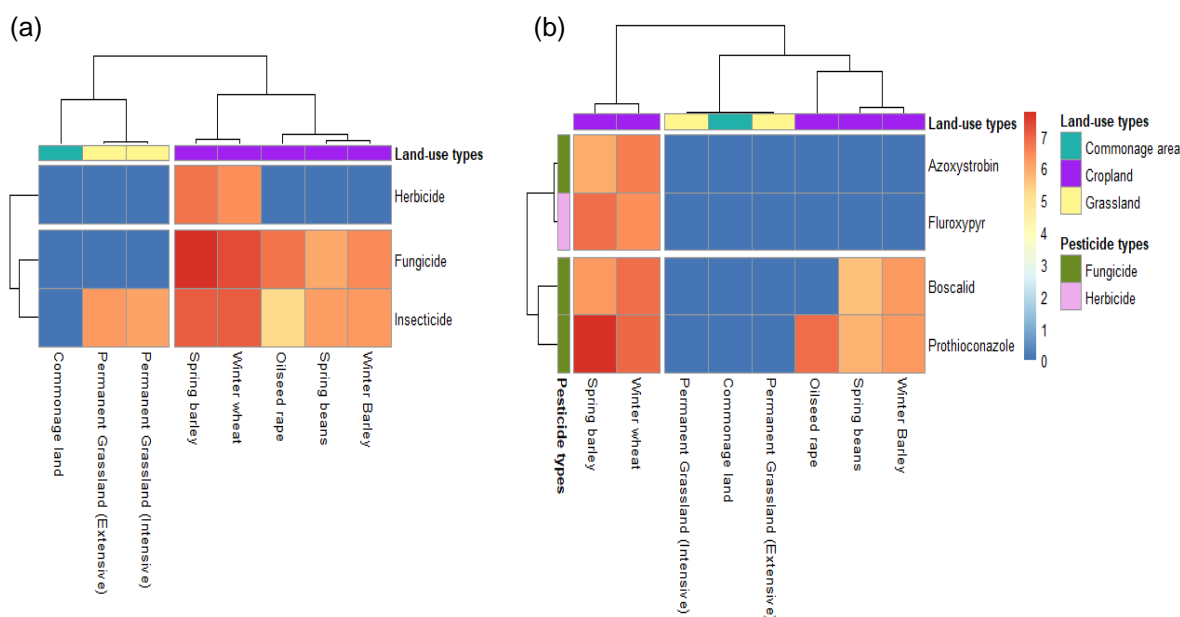 (a)
Land-use types
Herbicide
Fungicide
Insecticide
Commonage land
Permanent Grassland (Extensive)
Permanent Grassland (Intensive)
Spring barley
Winter wheat
Oilseed rape
Spring beans
Winter Barley
(b)
Land-use types
Azoxystrobin
Fluroxypyr
Boscalid
Prothioconazole
Pesticide types
Spring barley
Winter wheat
Permanent Grassland (Intensive)
Commonage land
Permanent Grassland (Extensive)
Oilseed rape
Spring beans
Winter Barley
7
6
5
4
3
2
1
0
Land-use types
Commonage area
Cropland
Grassland
Pesticide types
Fungicide
Herbicide